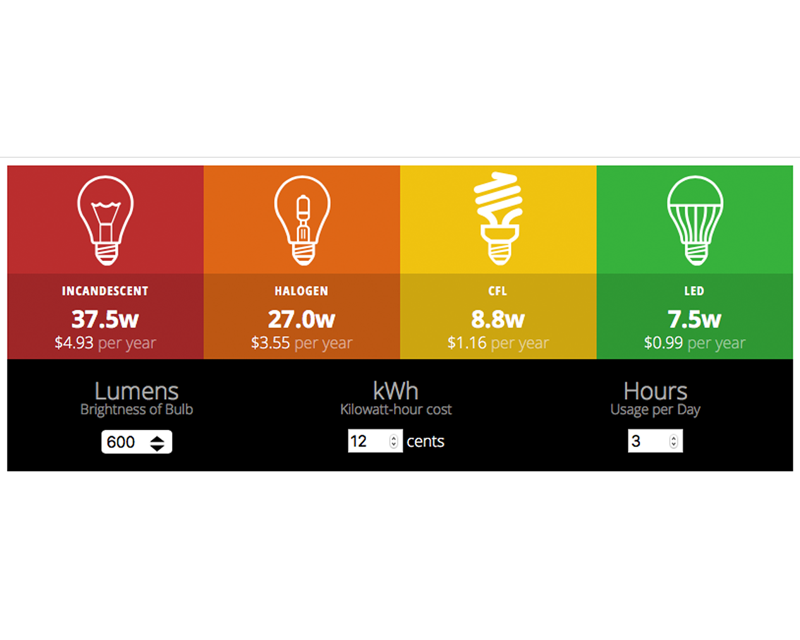 INCANDESCENT
37.5w
$4.93 per year
HALOGEN
27.0w
$3.55 per year
CFL
8.8w
$1.16 per year
LED
7.5w
$0.99 per year
Lumens
Brightness of Bulb
600
kWh
Kilowatt-hour cost
12 cents
Hours
Usage per Day
3